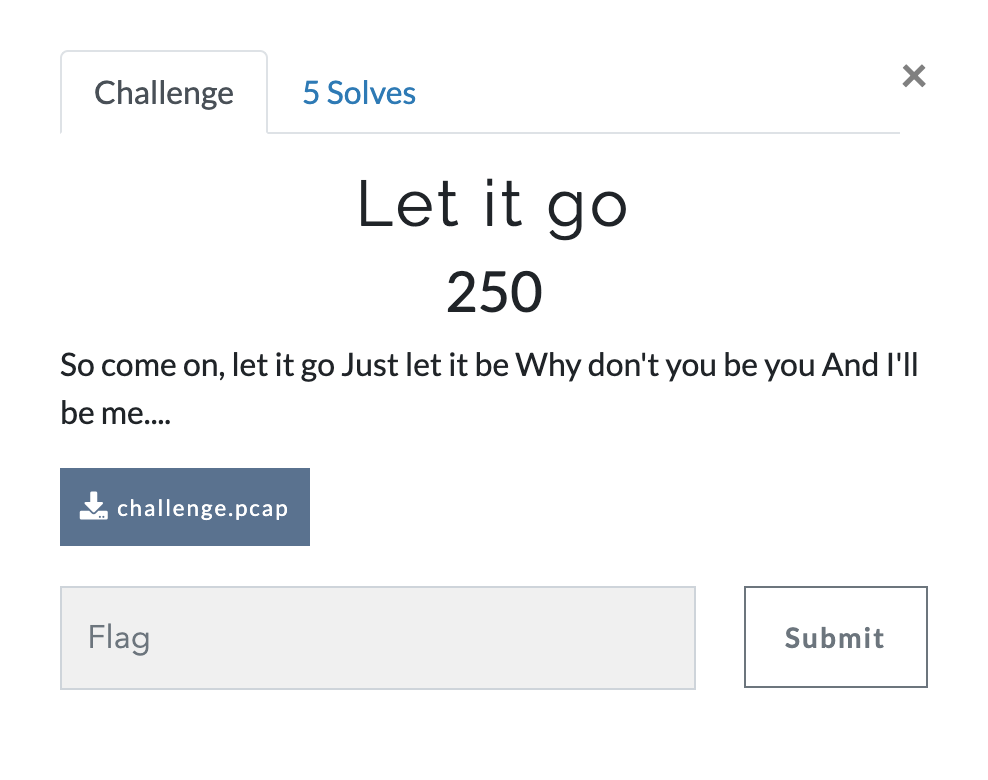 Challenge
5 Solves
×
Let it go
250
So come on, let it go Just let it be Why don't you be you And I'll
be me....
challenge.pcap
Flag
Submit